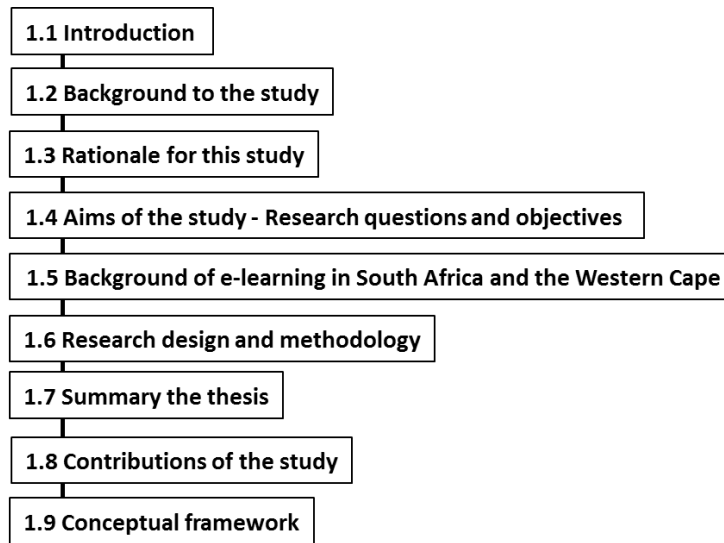 1.1 Introduction
1.2 Background to the study
1.3 Rationale for this study
1.4 Aims of the study - Research questions and objectives
1.5 Background of e-learning in South Africa and the Western Cape
1.6 Research design and methodology
1.7 Summary the thesis
1.8 Contributions of the study
1.9 Conceptual framework